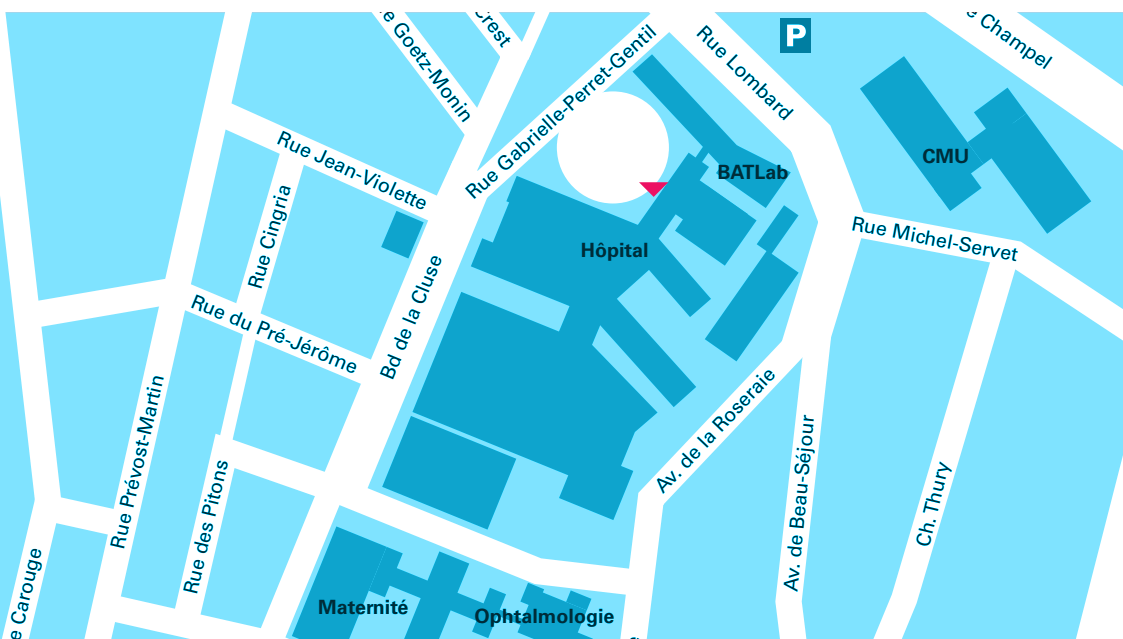 e Goetz-Monin
Crest
Rue Gabrielle-Perret-Gentil
Rue Lombard
P
e Champel
Rue Jean-Violette
CMU
BATLab
Rue Cingria
Hôpital
Rue Michel-Servet
Bd de la Cluse
Rue du Pré-Jérôme
Rue Prévost-Martin
Av. de la Roseraie
Av. de Beau-Séjour
Ch. Thury
Rue des Pitons
e Carouge
Maternité
Ophtalmologie